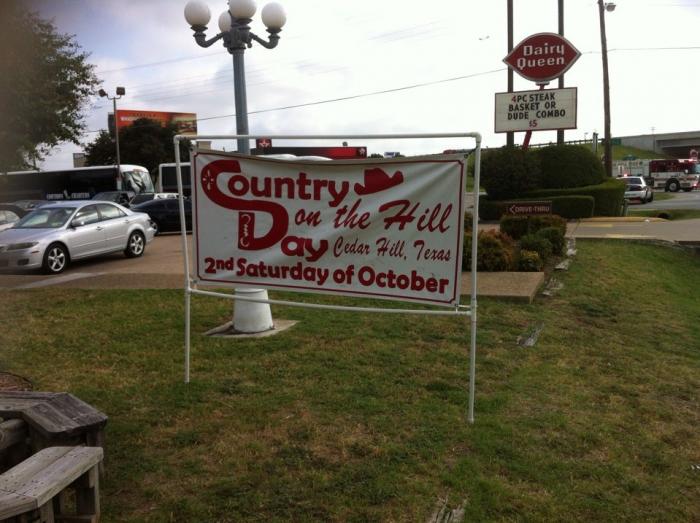 Dairy
Queen
4PC STEAK
BASKET OR
DUDE COMBO
$5
Country
on the Hill
Day
Cedar Hill, Texas
2nd Saturday of October
DRIVE-THRU